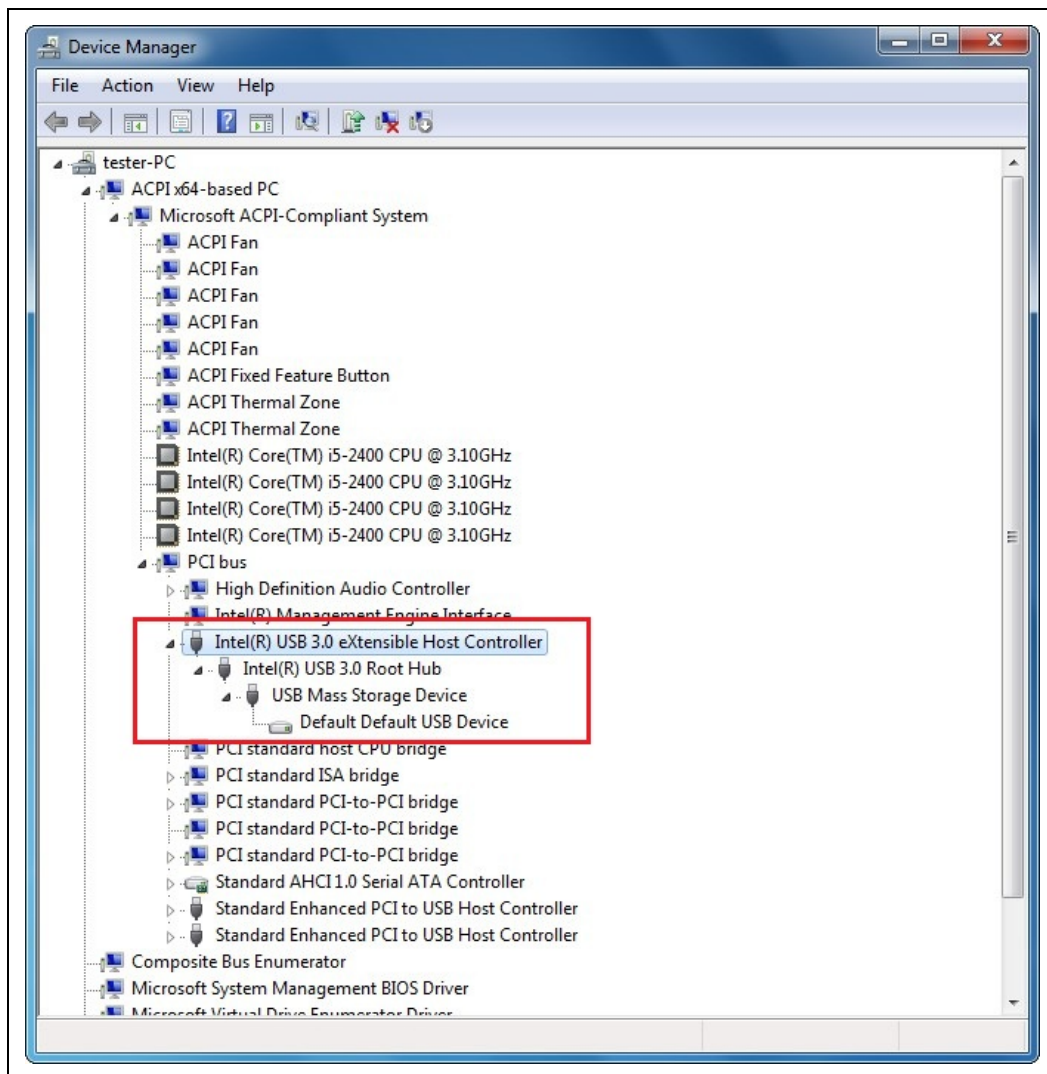 Device Manager
File Action View Help
tester-PC
ACPI x64-based PC
Microsoft ACPI-Compliant System
ACPI Fan
ACPI Fan
ACPI Fan
ACPI Fan
ACPI Fan
ACPI Fixed Feature Button
ACPI Thermal Zone
ACPI Thermal Zone
Intel(R) Core(TM) i5-2400 CPU @ 3.10GHz
Intel(R) Core(TM) i5-2400 CPU @ 3.10GHz
Intel(R) Core(TM) i5-2400 CPU @ 3.10GHz
Intel(R) Core(TM) i5-2400 CPU @ 3.10GHz
PCI bus
High Definition Audio Controller
Intel(R) Management Engine Interface
Intel(R) USB 3.0 eXtensible Host Controller
Intel(R) USB 3.0 Root Hub
USB Mass Storage Device
Default Default USB Device
PCI standard host CPU bridge
PCI standard ISA bridge
PCI standard PCI-to-PCI bridge
PCI standard PCI-to-PCI bridge
PCI standard PCI-to-PCI bridge
Standard AHCI 1.0 Serial ATA Controller
Standard Enhanced PCI to USB Host Controller
Standard Enhanced PCI to USB Host Controller
Composite Bus Enumerator
Microsoft System Management BIOS Driver
Microsoft Virtual Drive Enumerator Driver